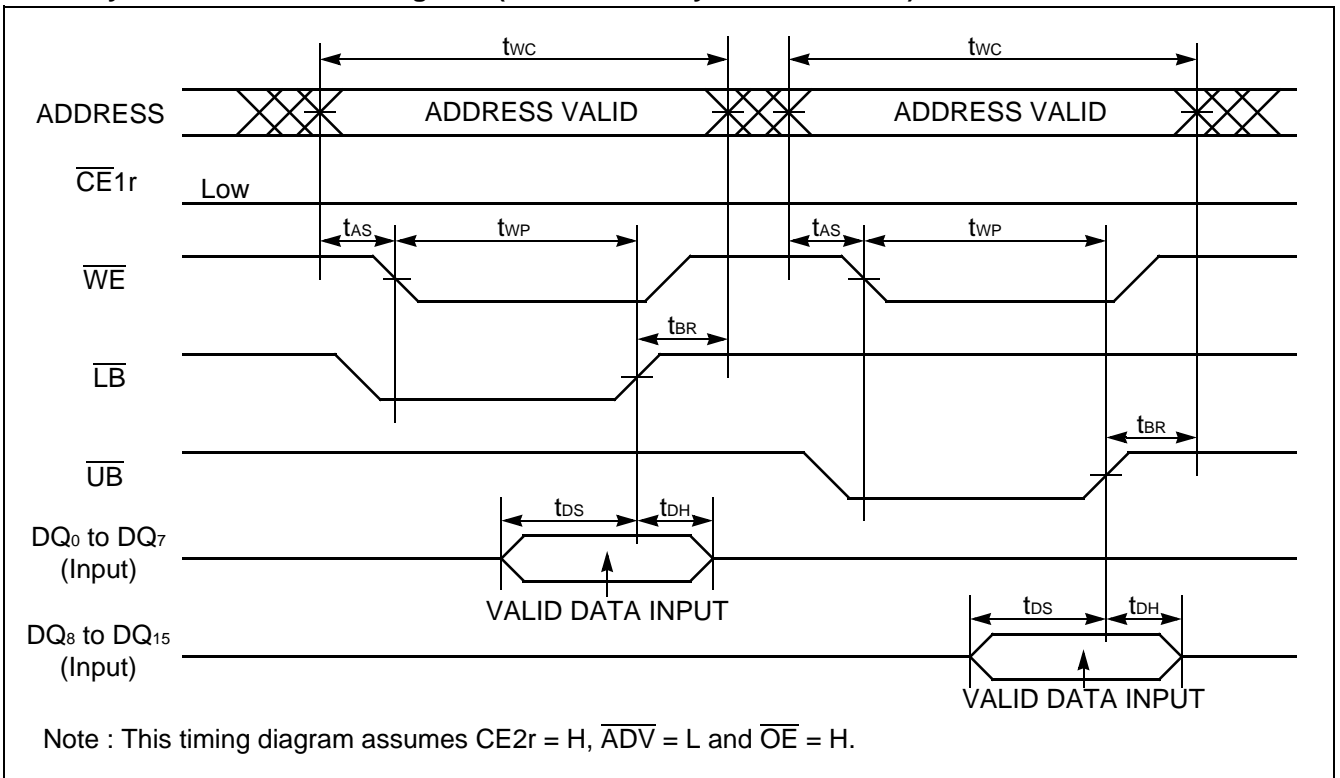 tWC tWC
ADDRESS ADDRESS VALID ADDRESS VALID
CE1r Low
tAS tWP tAS tWP
WE
tBR
LB
tBR
UB
tDS tDH
DQ0 to DQ7
(Input)
VALID DATA INPUT
tDS tDH
DQ8 to DQ15
(Input)
VALID DATA INPUT
Note : This timing diagram assumes CE2r = H, ADV = L and OE = H.